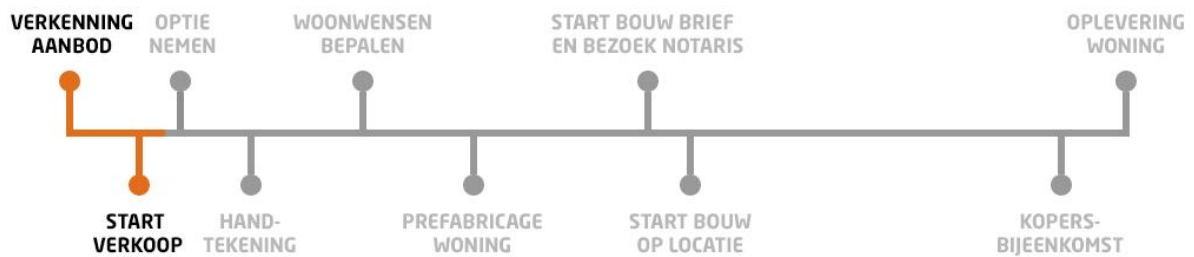 VERKENNING
AANBOD
OPTIE
NEMEN
WOONWENSEN
BEPALEN
START BOUW BRIEF
EN BEZOEK NOTARIS
OPLEVERING
WONING
START
VERKOOP
HAND-
TEKENING
PREFABRICAGE
WONING
START BOUW
OP LOCATIE
KOPERS-
BIJEENKOMST